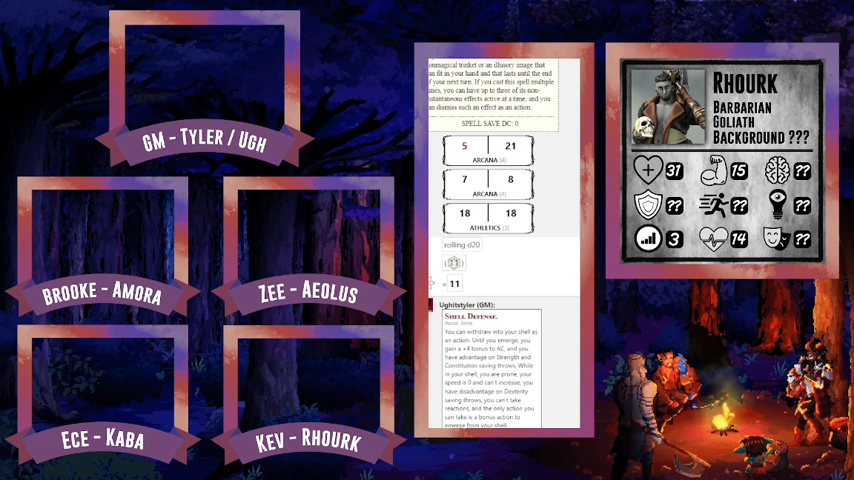 GM - Tyler / Ugh
Brooke - Amora
Zee - Aeolus
Ece - Kaba
Kev - Rhourk
onmagical trinket or an illusory image that
an fit in your hand and that lasts until the end
f your next turn. If you cast this spell multiple
mes, you can have up to three of its non-
nstantaneous effects active at a time, and you
an dismiss such an effect as an action.
SPELL SAVE DC: 0
5 21
ARCANA (4)
7 8
ARCANA (4)
18 18
ATHLETICS (3)
rolling d20
(11)
= 11
Ughitstyler (GM):
Shell Defense.
Racial Traits
You can withdraw into your shell as
an action. Until you emerge, you
gain a +4 bonus to AC, and you
have advantage on Strength and
Constitution saving throws. While
in your shell, you are prone, your
speed is 0 and can't increase, you
have disadvantage on Dexterity
saving throws, you can't take
reactions, and the only action you
can take is a bonus action to
emerge from your shell.
Rhourk
Barbarian
Goliath
Background ???
31 15 ??
?? ?? ??
3 14 ??